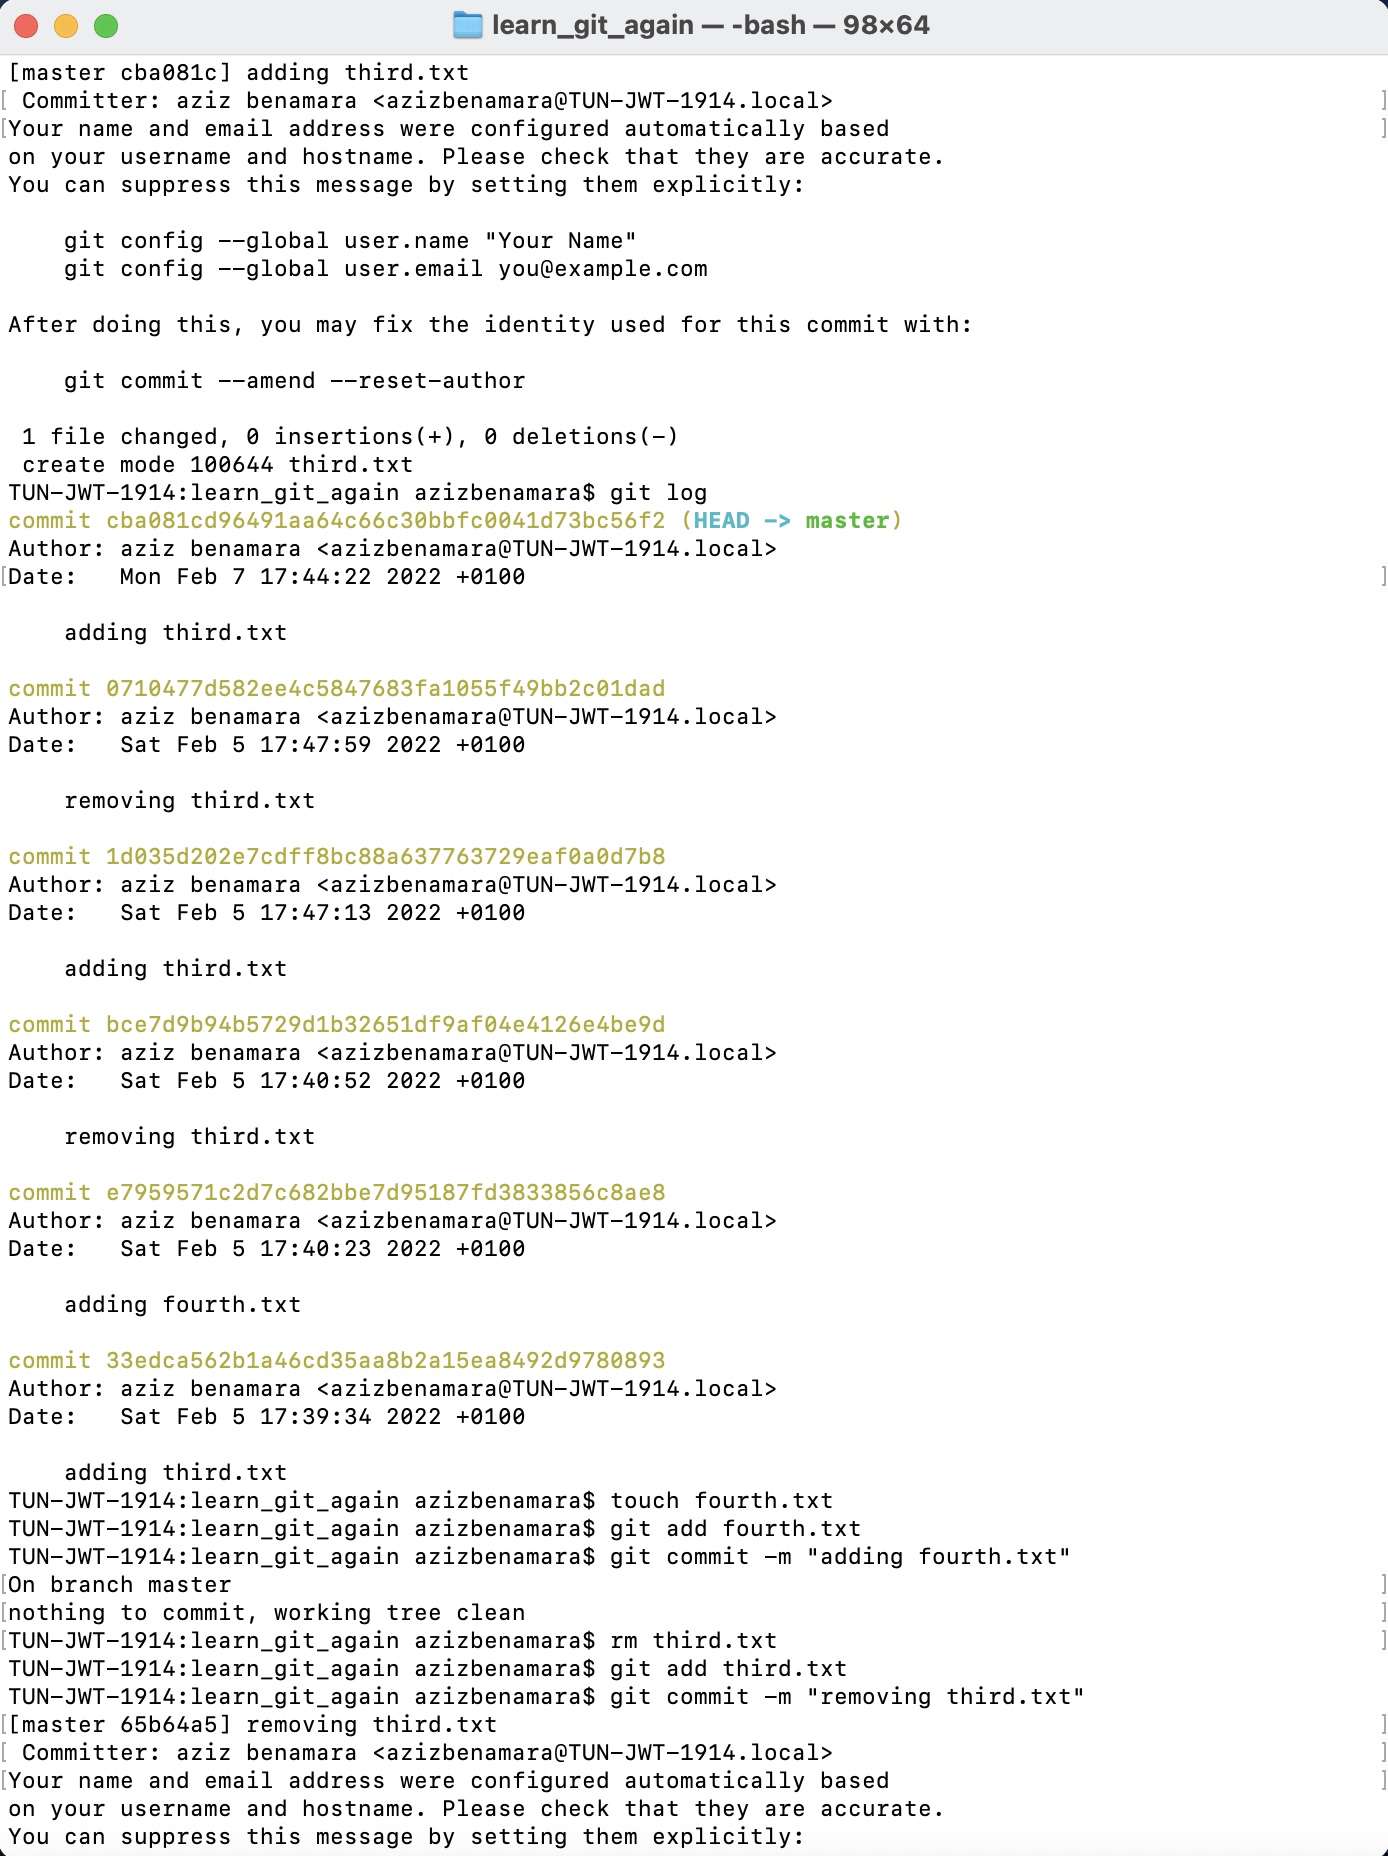 learn_git_again — -bash — 98×64
[master cba081c] adding third.txt
[ Committer: aziz benamara <azizbenamara@TUN-JWT-1914.local> ]
[Your name and email address were configured automatically based ]
on your username and hostname. Please check that they are accurate.
You can suppress this message by setting them explicitly:
    git config --global user.name "Your Name"
    git config --global user.email you@example.com
After doing this, you may fix the identity used for this commit with:
    git commit --amend --reset-author
 1 file changed, 0 insertions(+), 0 deletions(-)
 create mode 100644 third.txt
TUN-JWT-1914:learn_git_again azizbenamara$ git log
commit cba081cd96491aa64c66c30bbfc0041d73bc56f2 (HEAD -> master)
Author: aziz benamara <azizbenamara@TUN-JWT-1914.local>
[Date:   Mon Feb 7 17:44:22 2022 +0100 ]
    adding third.txt
commit 0710477d582ee4c5847683fa1055f49bb2c01dad
Author: aziz benamara <azizbenamara@TUN-JWT-1914.local>
Date:   Sat Feb 5 17:47:59 2022 +0100
    removing third.txt
commit 1d035d202e7cdff8bc88a637763729eaf0a0d7b8
Author: aziz benamara <azizbenamara@TUN-JWT-1914.local>
Date:   Sat Feb 5 17:47:13 2022 +0100
    adding third.txt
commit bce7d9b94b5729d1b32651df9af04e4126e4be9d
Author: aziz benamara <azizbenamara@TUN-JWT-1914.local>
Date:   Sat Feb 5 17:40:52 2022 +0100
    removing third.txt
commit e7959571c2d7c682bbe7d95187fd3833856c8ae8
Author: aziz benamara <azizbenamara@TUN-JWT-1914.local>
Date:   Sat Feb 5 17:40:23 2022 +0100
    adding fourth.txt
commit 33edca562b1a46cd35aa8b2a15ea8492d9780893
Author: aziz benamara <azizbenamara@TUN-JWT-1914.local>
Date:   Sat Feb 5 17:39:34 2022 +0100
    adding third.txt
TUN-JWT-1914:learn_git_again azizbenamara$ touch fourth.txt
TUN-JWT-1914:learn_git_again azizbenamara$ git add fourth.txt
TUN-JWT-1914:learn_git_again azizbenamara$ git commit -m "adding fourth.txt"
[On branch master ]
[nothing to commit, working tree clean ]
[TUN-JWT-1914:learn_git_again azizbenamara$ rm third.txt ]
TUN-JWT-1914:learn_git_again azizbenamara$ git add third.txt
TUN-JWT-1914:learn_git_again azizbenamara$ git commit -m "removing third.txt"
[[master 65b64a5] removing third.txt ]
[ Committer: aziz benamara <azizbenamara@TUN-JWT-1914.local> ]
[Your name and email address were configured automatically based ]
on your username and hostname. Please check that they are accurate.
You can suppress this message by setting them explicitly: